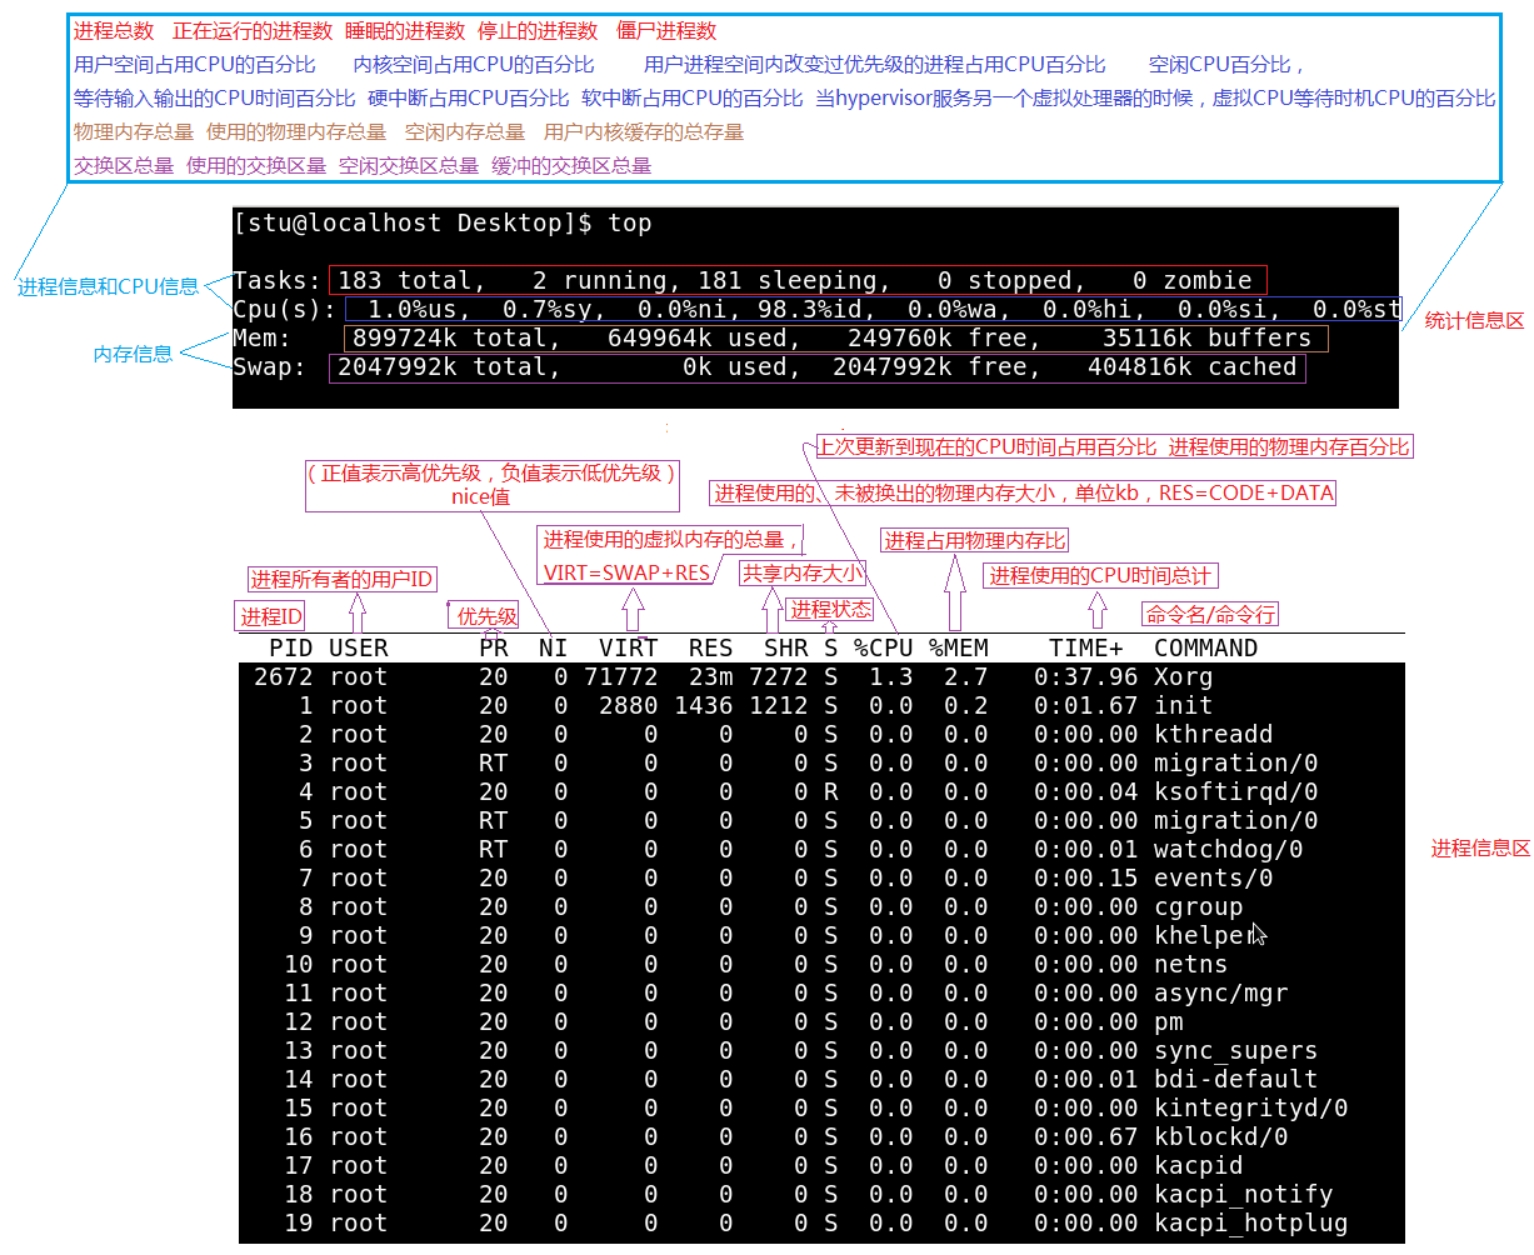 进程总数 正在运行的进程数 睡眠的进程数 停止的进程数 僵尸进程数
用户空间占用CPU的百分比 内核空间占用CPU的百分比 用户进程空间内改变过优先级的进程占用CPU百分比 空闲CPU百分比，
等待输入输出的CPU时间百分比 硬中断占用CPU百分比 软中断占用CPU的百分比 当hypervisor服务另一个虚拟处理器的时候，虚拟CPU等待时机CPU的百分比
物理内存总量 使用的物理内存总量 空闲内存总量 用户内核缓存的总存量
交换区总量 使用的交换区量 空闲交换区总量 缓冲的交换区总量
[stu@localhost Desktop]$ top
进程信息和CPU信息
Tasks: 183 total, 2 running, 181 sleeping, 0 stopped, 0 zombie
Cpu(s): 1.0%us, 0.7%sy, 0.0%ni, 98.3%id, 0.0%wa, 0.0%hi, 0.0%si, 0.0%st
统计信息区
内存信息
Mem: 899724k total, 649964k used, 249760k free, 35116k buffers
Swap: 2047992k total, 0k used, 2047992k free, 404816k cached
上次更新到现在的CPU时间占用百分比 进程使用的物理内存百分比
（正值表示高优先级，负值表示低优先级）
nice值
进程使用的、未被换出的物理内存大小，单位kb，RES=CODE+DATA
进程使用的虚拟内存的总量，
VIRT=SWAP+RES
进程占用物理内存比
进程所有者的用户ID
共享内存大小
进程使用的CPU时间总计
进程ID
优先级
进程状态
命令名/命令行
PID USER PR NI VIRT RES SHR S %CPU %MEM TIME+ COMMAND
2672 root 20 0 71772 23m 7272 S 1.3 2.7 0:37.96 Xorg
1 root 20 0 2880 1436 1212 S 0.0 0.2 0:01.67 init
2 root 20 0 0 0 0 S 0.0 0.0 0:00.00 kthreadd
3 root RT 0 0 0 0 S 0.0 0.0 0:00.00 migration/0
4 root 20 0 0 0 0 R 0.0 0.0 0:00.04 ksoftirqd/0
5 root RT 0 0 0 0 S 0.0 0.0 0:00.00 migration/0
6 root RT 0 0 0 0 S 0.0 0.0 0:00.01 watchdog/0
进程信息区
7 root 20 0 0 0 0 S 0.0 0.0 0:00.15 events/0
8 root 20 0 0 0 0 S 0.0 0.0 0:00.00 cgroup
9 root 20 0 0 0 0 S 0.0 0.0 0:00.00 khelper
10 root 20 0 0 0 0 S 0.0 0.0 0:00.00 netns
11 root 20 0 0 0 0 S 0.0 0.0 0:00.00 async/mgr
12 root 20 0 0 0 0 S 0.0 0.0 0:00.00 pm
13 root 20 0 0 0 0 S 0.0 0.0 0:00.00 sync_supers
14 root 20 0 0 0 0 S 0.0 0.0 0:00.01 bdi-default
15 root 20 0 0 0 0 S 0.0 0.0 0:00.00 kintegrityd/0
16 root 20 0 0 0 0 S 0.0 0.0 0:00.67 kblockd/0
17 root 20 0 0 0 0 S 0.0 0.0 0:00.00 kacpid
18 root 20 0 0 0 0 S 0.0 0.0 0:00.00 kacpi_notify
19 root 20 0 0 0 0 S 0.0 0.0 0:00.00 kacpi_hotplug